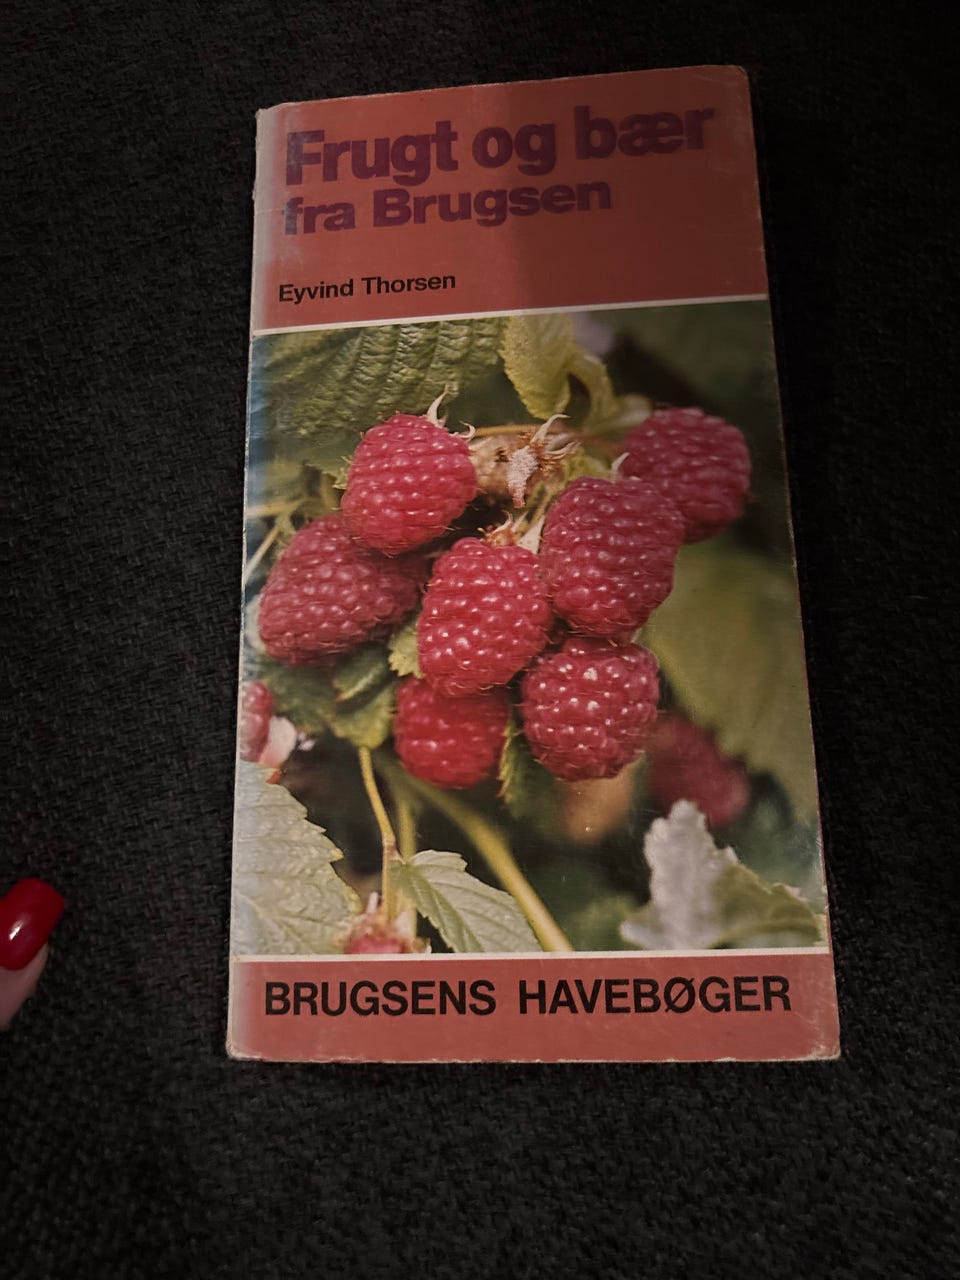 Frugt og bær
fra Brugsen
Eyvind Thorsen
BRUGSENS HAVEBØGER